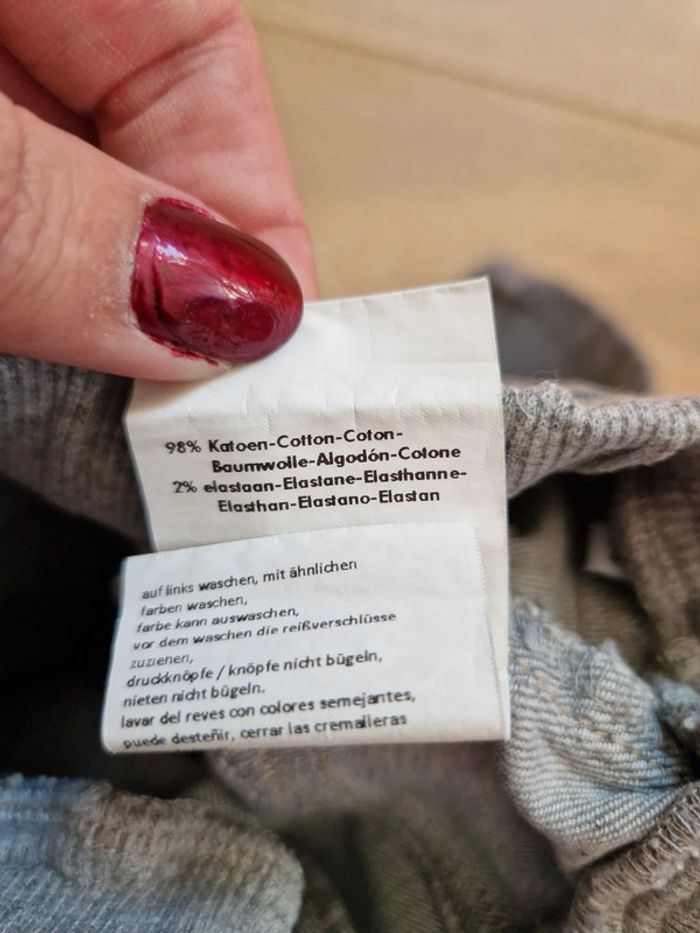 98% Katoen-Cotton-Coton-
Baumwolle-Algodón-Cotone
2% elastaan-Elastane-Elasthanne-
Elasthan-Elastano-Elastan
auf links waschen, mit ähnlichen
farben waschen,
farbe kann auswaschen,
vor dem waschen die reißverschlüsse
zuziehen,
druckknöpfe / knöpfe nicht bügeln,
nieten nicht bügeln.
lavar del reves con colores semejantes,
puede desteñir, cerrar las cremalleras